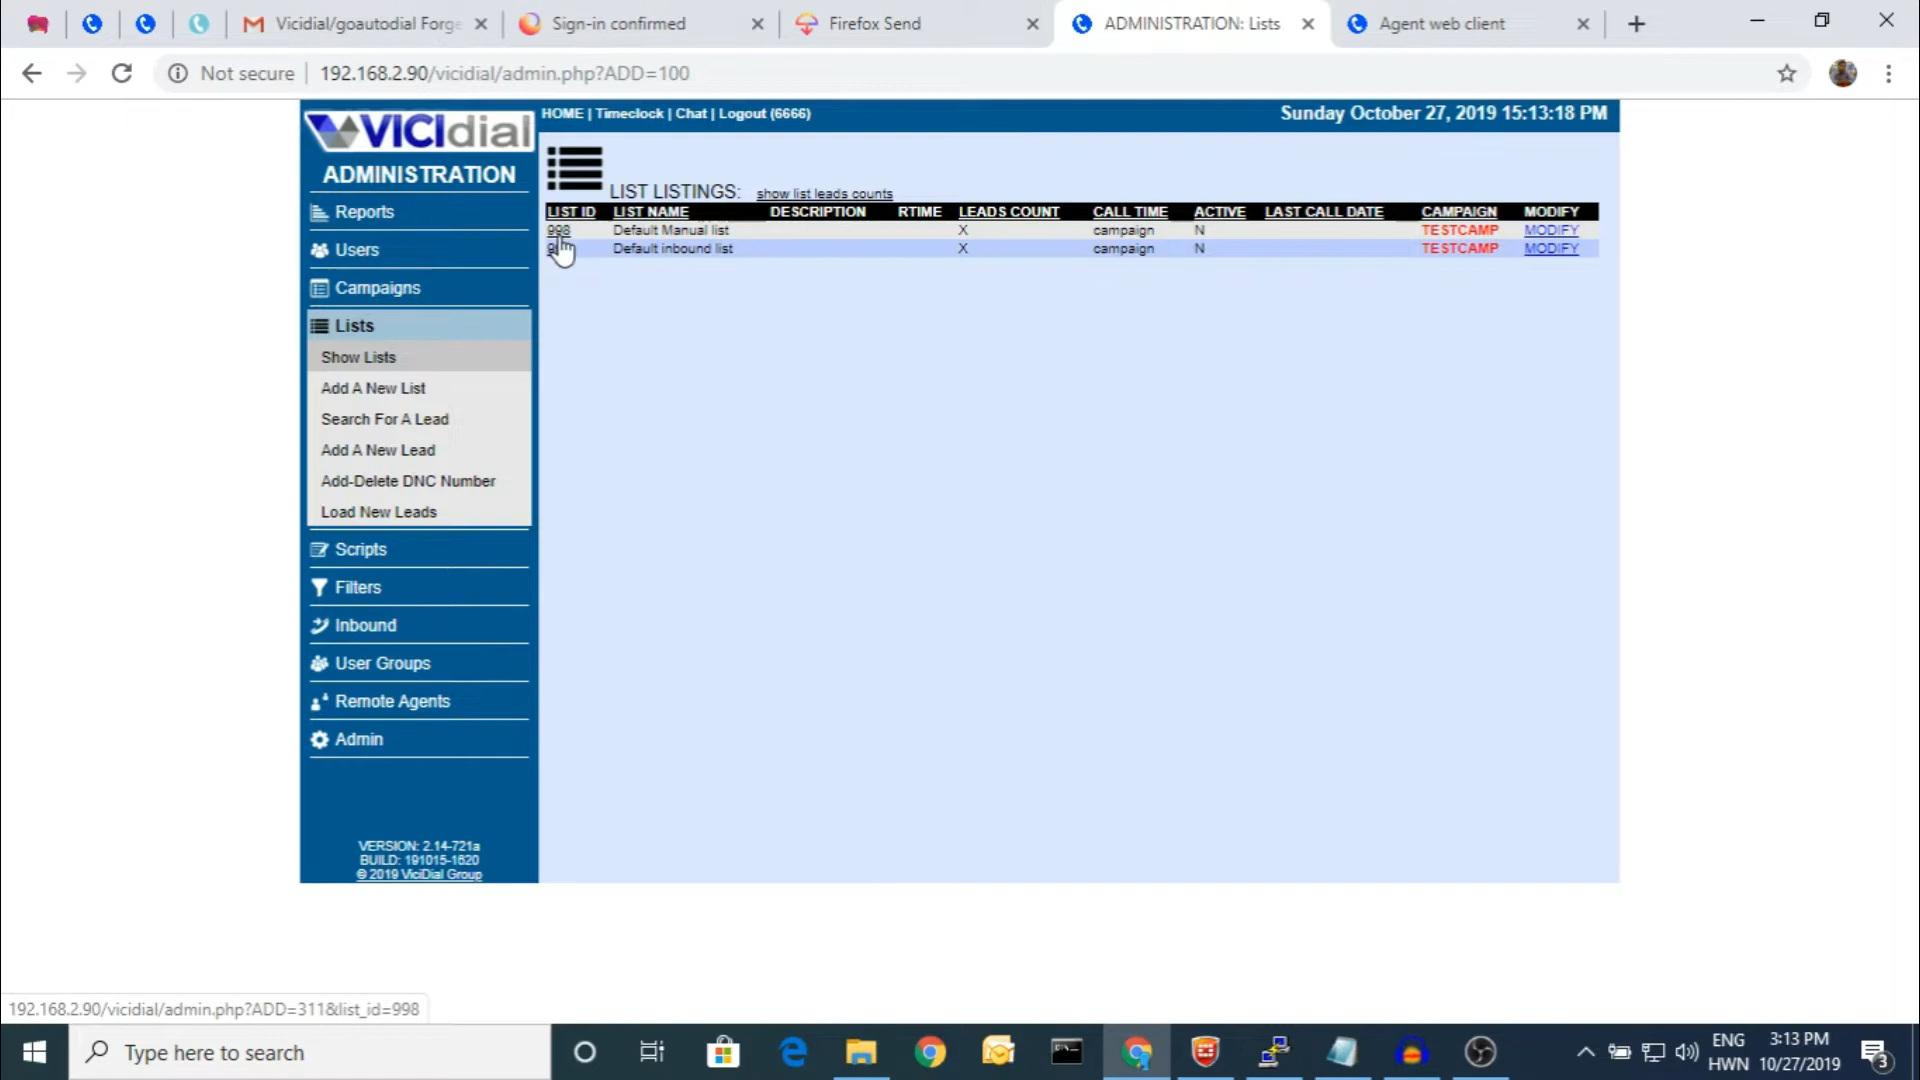 Vicidial/goautodial Forge
Sign-in confirmed
Firefox Send
ADMINISTRATION: Lists
Agent web client
Not secure
192.168.2.90/vicidial/admin.php?ADD=100
VICIdial
HOME | Timeclock | Chat | Logout (6666)
Sunday October 27, 2019 15:13:18 PM
ADMINISTRATION
Reports
Users
Campaigns
Lists
Show Lists
Add A New List
Search For A Lead
Add A New Lead
Add-Delete DNC Number
Load New Leads
Scripts
Filters
Inbound
User Groups
Remote Agents
Admin
VERSION: 2.14-721a
BUILD: 191015-1620
© 2019 ViciDial Group
LIST LISTINGS: show list leads counts
LIST ID LIST NAME DESCRIPTION RTIME LEADS COUNT CALL TIME ACTIVE LAST CALL DATE CAMPAIGN MODIFY
998 Default Manual list X campaign N TESTCAMP MODIFY
Default inbound list X campaign N TESTCAMP MODIFY
192.168.2.90/vicidial/admin.php?ADD=311&list_id=998
Type here to search
ENG
HWN
3:13 PM
10/27/2019
3